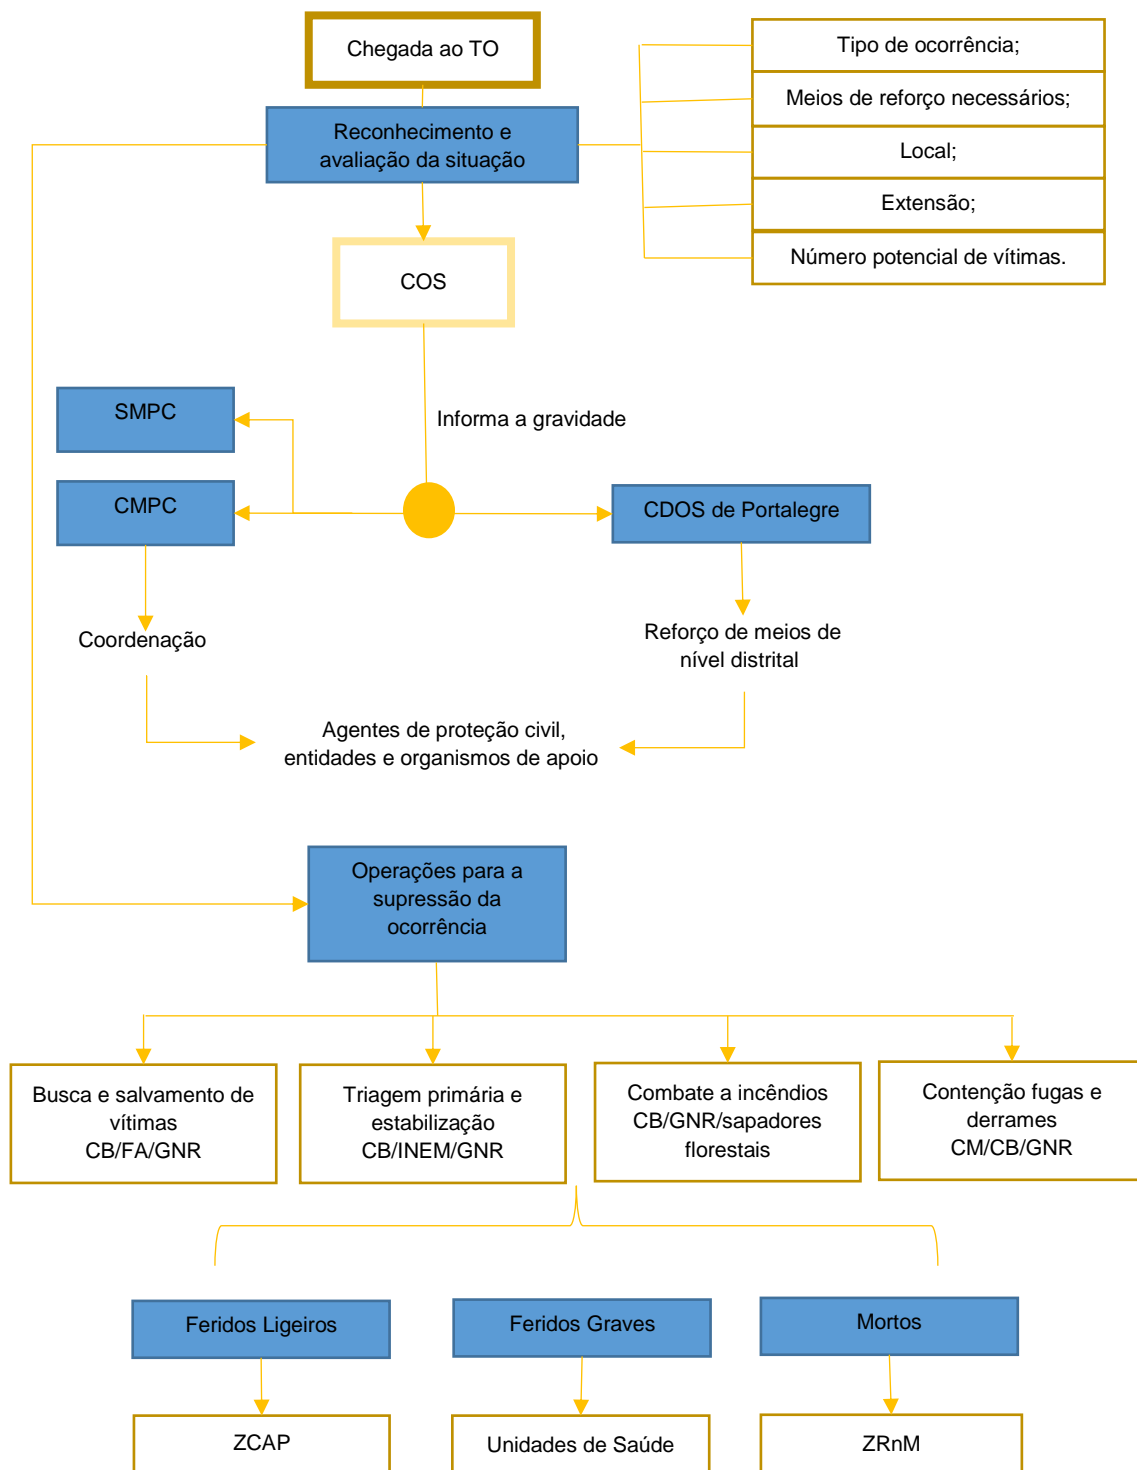 Chegada ao TO
Tipo de ocorrência;
Meios de reforço necessários;
Local;
Extensão;
Número potencial de vítimas.
Reconhecimento e
avaliação da situação
COS
Informa a gravidade
SMPC
CMPC
CDOS de Portalegre
Coordenação
Reforço de meios de
nível distrital
Agentes de proteção civil,
entidades e organismos de apoio
Operações para a
supressão da
ocorrência
Busca e salvamento de
vítimas
CB/FA/GNR
Triagem primária e
estabilização
CB/INEM/GNR
Combate a incêndios
CB/GNR/sapadores
florestais
Contenção fugas e
derrames
CM/CB/GNR
Feridos Ligeiros
Feridos Graves
Mortos
ZCAP
Unidades de Saúde
ZRnM